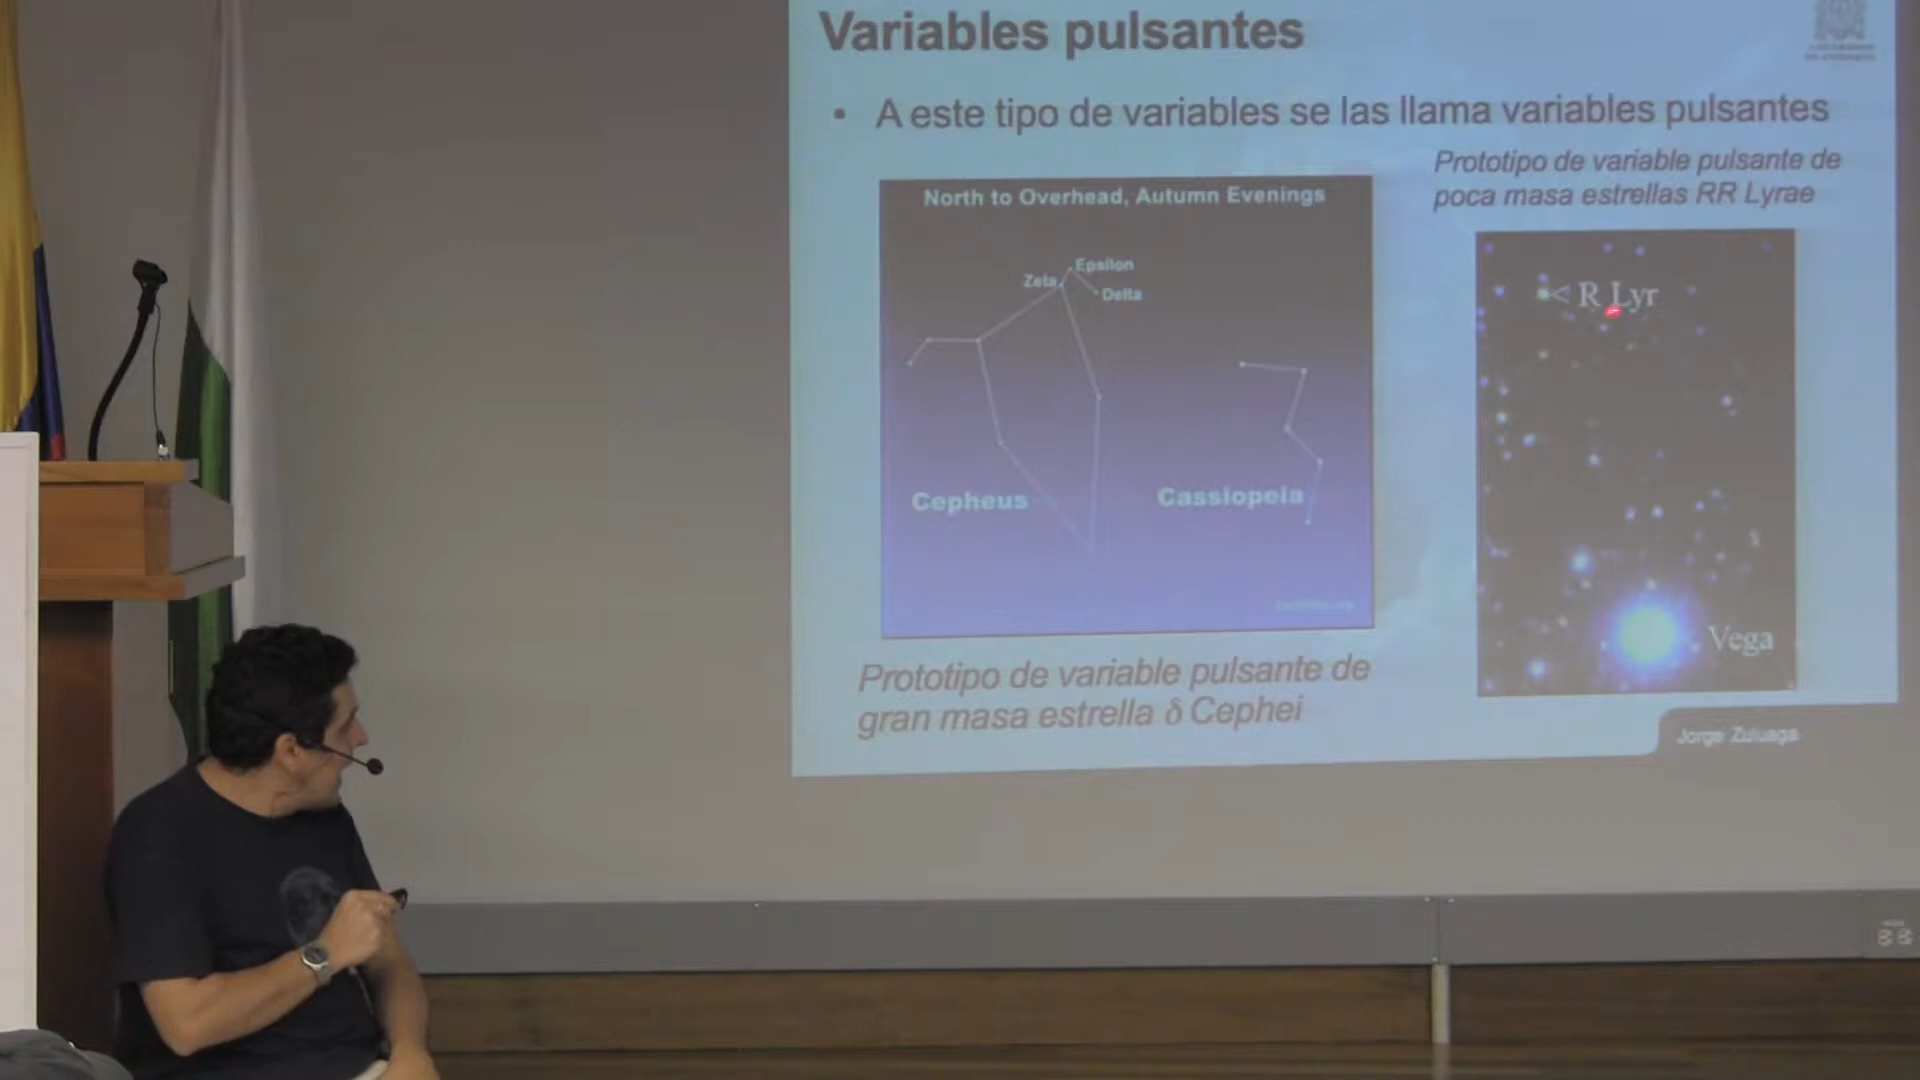 Variables pulsantes
• A este tipo de variables se las llama variables pulsantes
Prototipo de variable pulsante de
poca masa estrellas RR Lyrae
North to Overhead, Autumn Evenings
Epsilon
Zeta
Delta
Cepheus
Cassiopeia
< R Lyr
Vega
Prototipo de variable pulsante de
gran masa estrella δ Cephei
Jorge Zuluaga